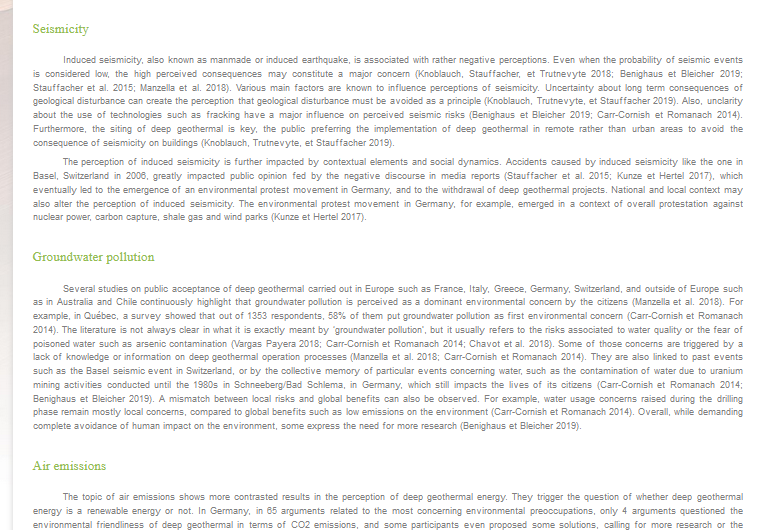 Seismicity
Induced seismicity, also known as manmade or induced earthquake, is associated with rather negative perceptions. Even when the probability of seismic events
is considered low, the high perceived consequences may constitute a major concern (Knoblauch, Stauffacher, et Trutnevyte 2018; Benighaus et Bleicher 2019;
Stauffacher et al. 2015; Manzella et al. 2018). Various main factors are known to influence perceptions of seismicity. Uncertainty about long term consequences of
geological disturbance can create the perception that geological disturbance must be avoided as a principle (Knoblauch, Trutnevyte, et Stauffacher 2019). Also, unclarity
about the use of technologies such as fracking have a major influence on perceived seismic risks (Benighaus et Bleicher 2019; Carr-Cornish et Romanach 2014).
Furthermore, the siting of deep geothermal is key, the public preferring the implementation of deep geothermal in remote rather than urban areas to avoid the
consequence of seismicity on buildings (Knoblauch, Trutnevyte, et Stauffacher 2019).
The perception of induced seismicity is further impacted by contextual elements and social dynamics. Accidents caused by induced seismicity like the one in
Basel, Switzerland in 2006, greatly impacted public opinion fed by the negative discourse in media reports (Stauffacher et al. 2015; Kunze et Hertel 2017), which
eventually led to the emergence of an environmental protest movement in Germany, and to the withdrawal of deep geothermal projects. National and local context may
also alter the perception of induced seismicity. The environmental protest movement in Germany, for example, emerged in a context of overall protestation against
nuclear power, carbon capture, shale gas and wind parks (Kunze et Hertel 2017).
Groundwater pollution
Several studies on public acceptance of deep geothermal carried out in Europe such as France, Italy, Greece, Germany, Switzerland, and outside of Europe such
as in Australia and Chile continuously highlight that groundwater pollution is perceived as a dominant environmental concern by the citizens (Manzella et al. 2018). For
example, in Québec, a survey showed that out of 1353 respondents, 58% of them put groundwater pollution as first environmental concern (Carr-Cornish et Romanach
2014). The literature is not always clear in what it is exactly meant by 'groundwater pollution', but it usually refers to the risks associated to water quality or the fear of
poisoned water such as arsenic contamination (Vargas Payera 2018; Carr-Cornish et Romanach 2014; Chavot et al. 2018). Some of those concerns are triggered by a
lack of knowledge or information on deep geothermal operation processes (Manzella et al. 2018; Carr-Cornish et Romanach 2014). They are also linked to past events
such as the Basel seismic event in Switzerland, or by the collective memory of particular events concerning water, such as the contamination of water due to uranium
mining activities conducted until the 1980s in Schneeberg/Bad Schlema, in Germany, which still impacts the lives of its citizens (Carr-Cornish et Romanach 2014;
Benighaus et Bleicher 2019). A mismatch between local risks and global benefits can also be observed. For example, water usage concerns raised during the drilling
phase remain mostly local concerns, compared to global benefits such as low emissions on the environment (Carr-Cornish et Romanach 2014). Overall, while demanding
complete avoidance of human impact on the environment, some express the need for more research (Benighaus et Bleicher 2019).
Air emissions
The topic of air emissions shows more contrasted results in the perception of deep geothermal energy. They trigger the question of whether deep geothermal
energy is a renewable energy or not. In Germany, in 65 arguments related to the most concerning environmental preoccupations, only 4 arguments questioned the
environmental friendliness of deep geothermal in terms of CO2 emissions, and some participants even proposed some solutions, calling for more research or the